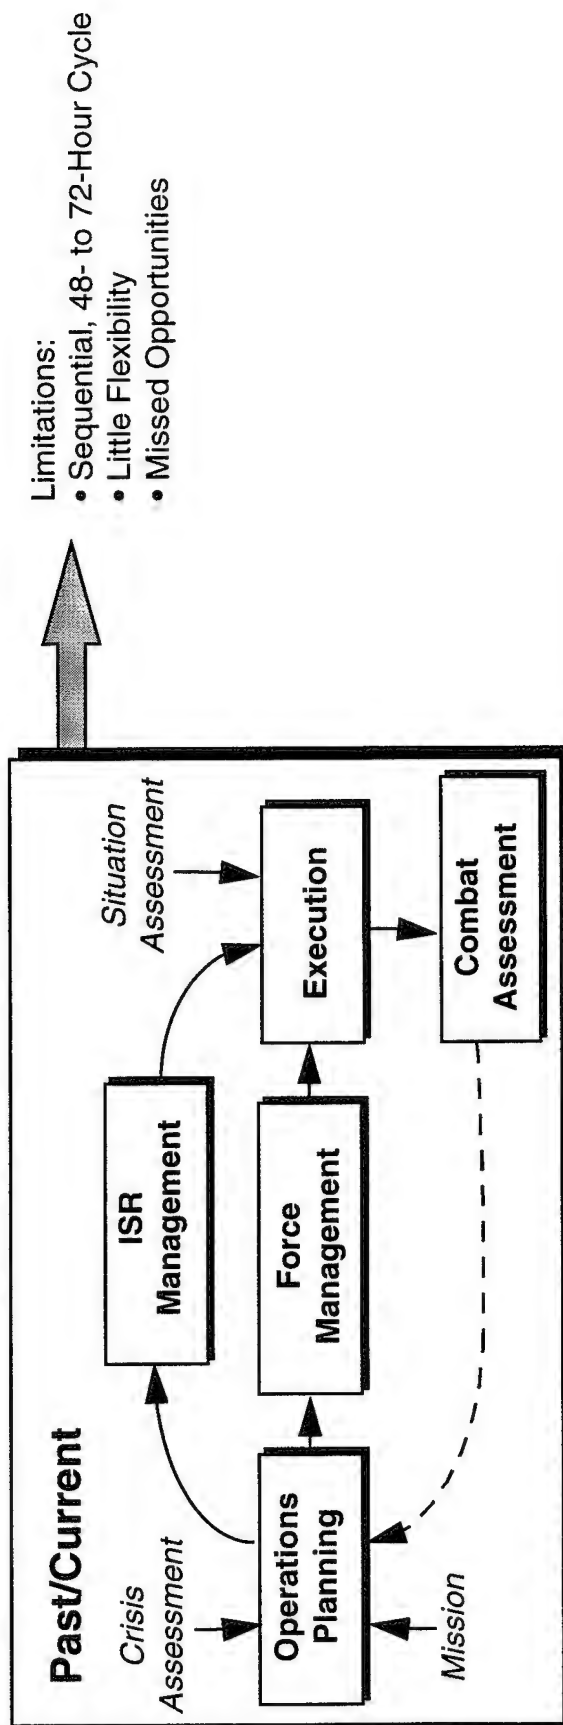 Past/Current
Crisis
Assessment
Operations
Planning
Mission
ISR
Management
Force
Management
Situation
Assessment
Execution
Combat
Assessment
Limitations:
• Sequential, 48- to 72-Hour Cycle
• Little Flexibility
• Missed Opportunities